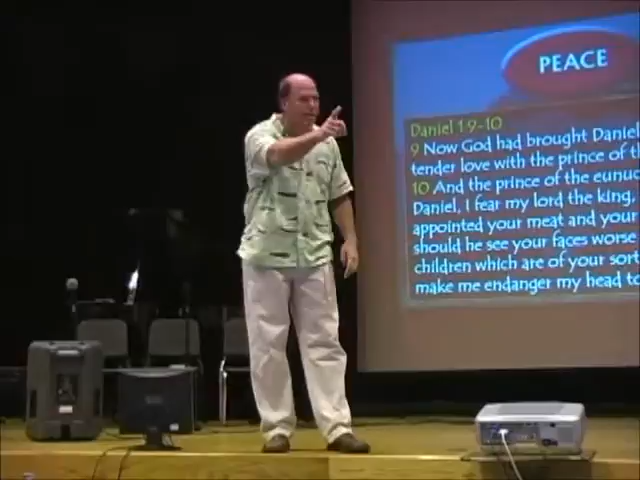 PEACE
Daniel 1:9-10
9 Now God had brought Daniel
tender love with the prince of t
10 And the prince of the eunuc
Daniel, I fear my lord the king,
appointed your meat and your
should he see your faces worse
children which are of your sort
make me endanger my head to